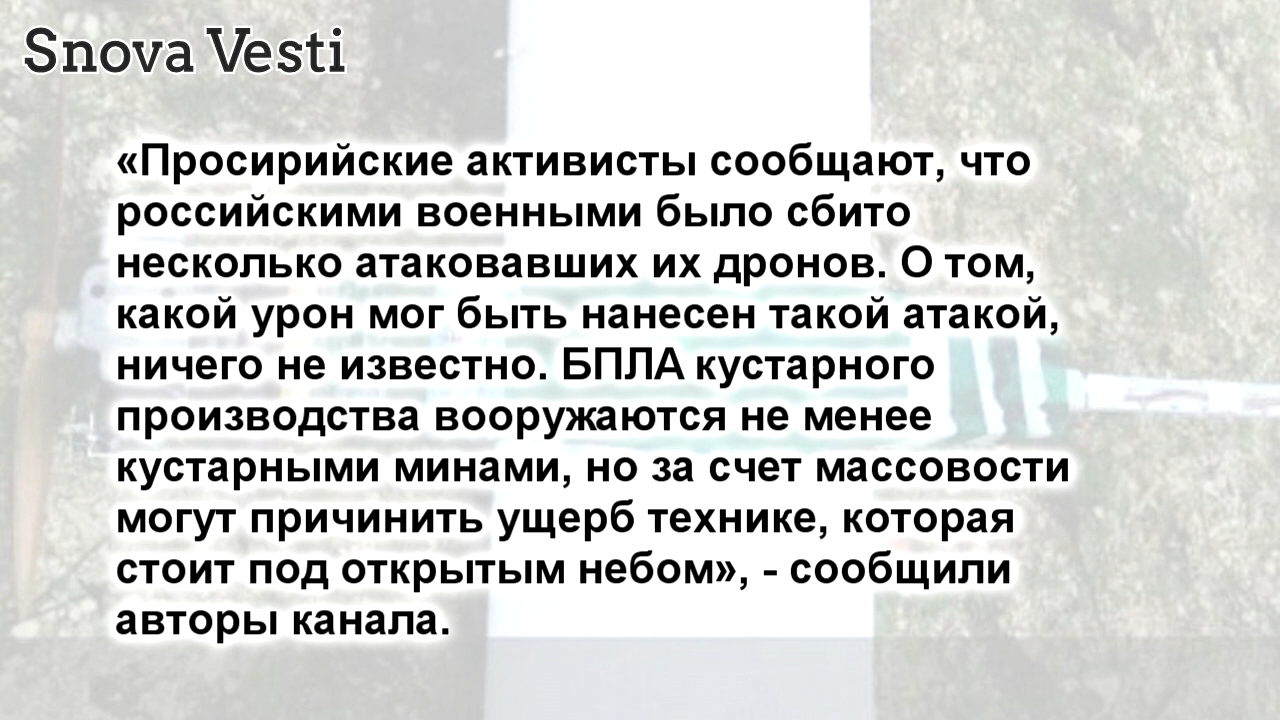 Snova Vesti
«Просирийские активисты сообщают, что
российскими военными было сбито
несколько атаковавших их дронов. О том,
какой урон мог быть нанесен такой атакой,
ничего не известно. БПЛА кустарного
производства вооружаются не менее
кустарными минами, но за счет массовости
могут причинить ущерб технике, которая
стоит под открытым небом», - сообщили
авторы канала.